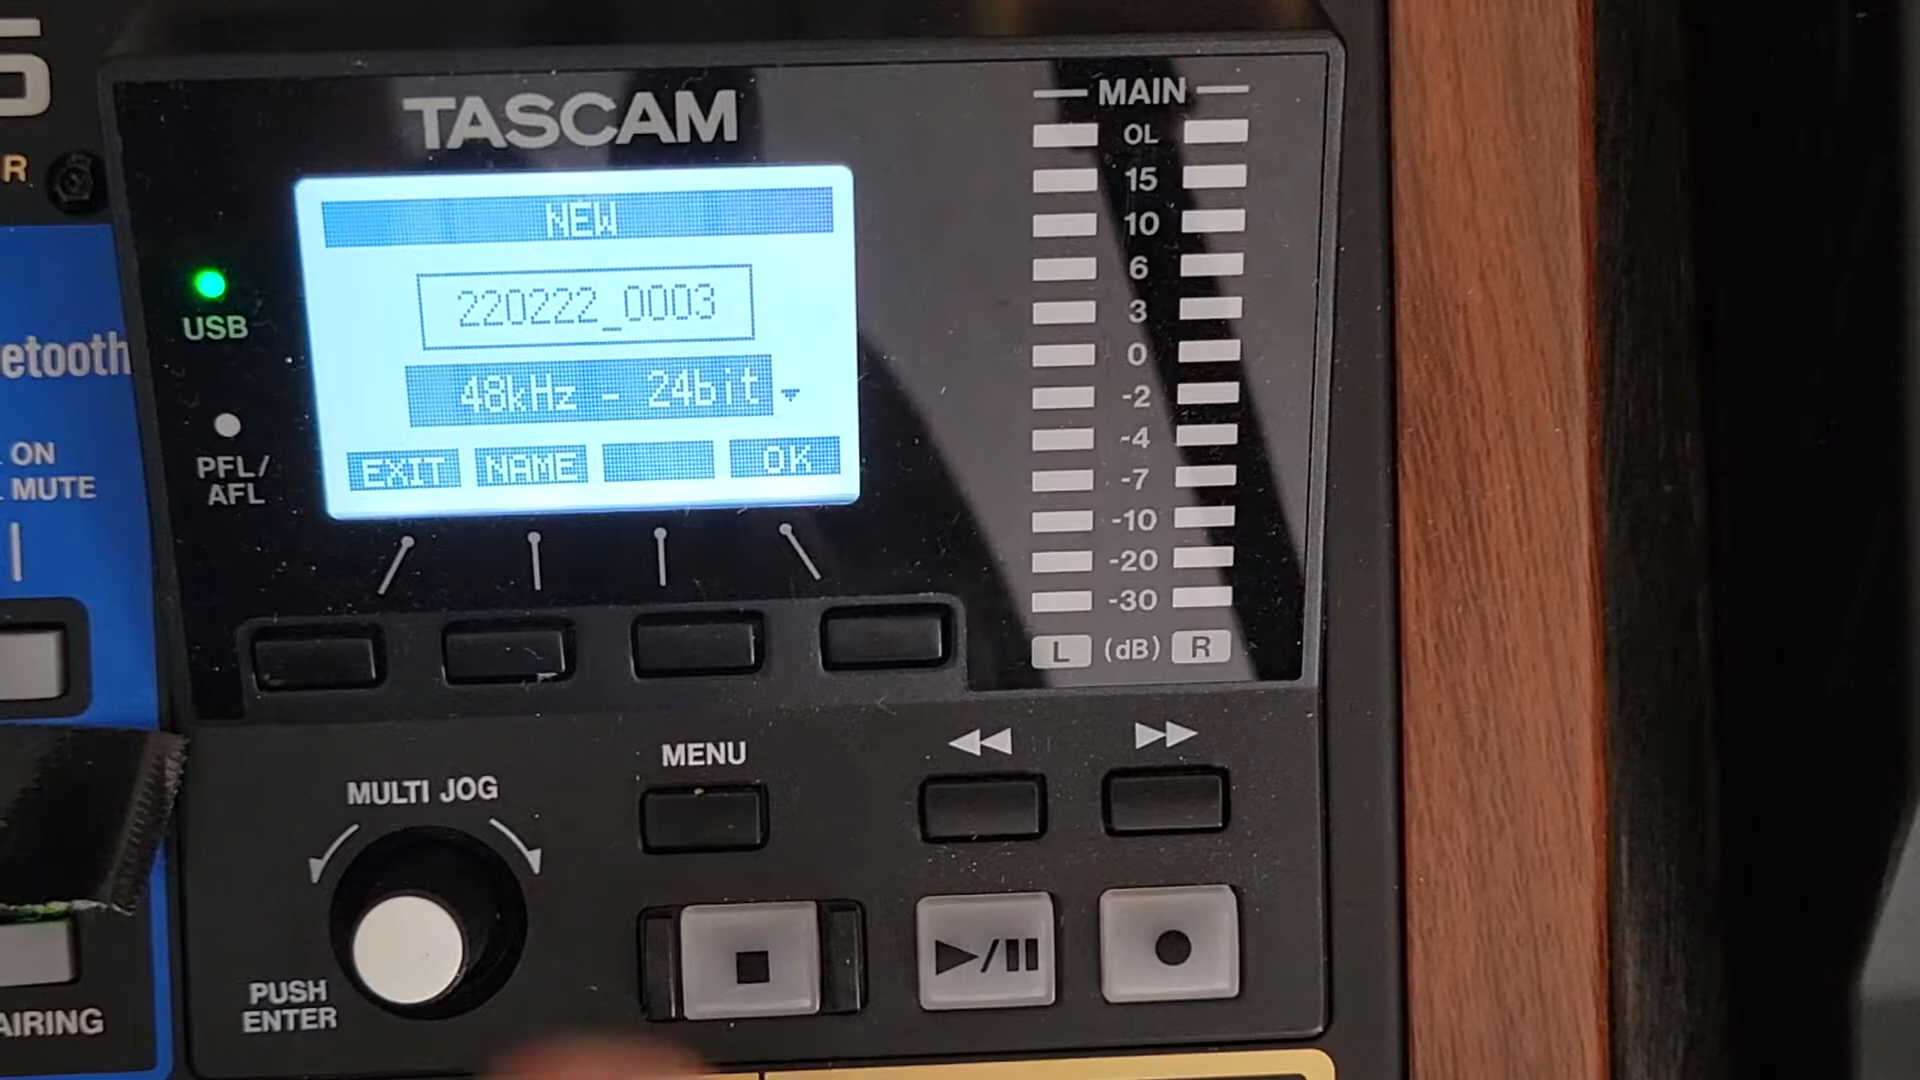 5
R
TASCAM
NEW
220222_0003
48kHz - 24bit
EXIT NAME OK
USB
etooth
PFL/
AFL
ON
MUTE
MAIN
OL
15
10
6
3
0
-2
-4
-7
-10
-20
-30
L (dB) R
MENU
MULTI JOG
PUSH
ENTER
AIRING